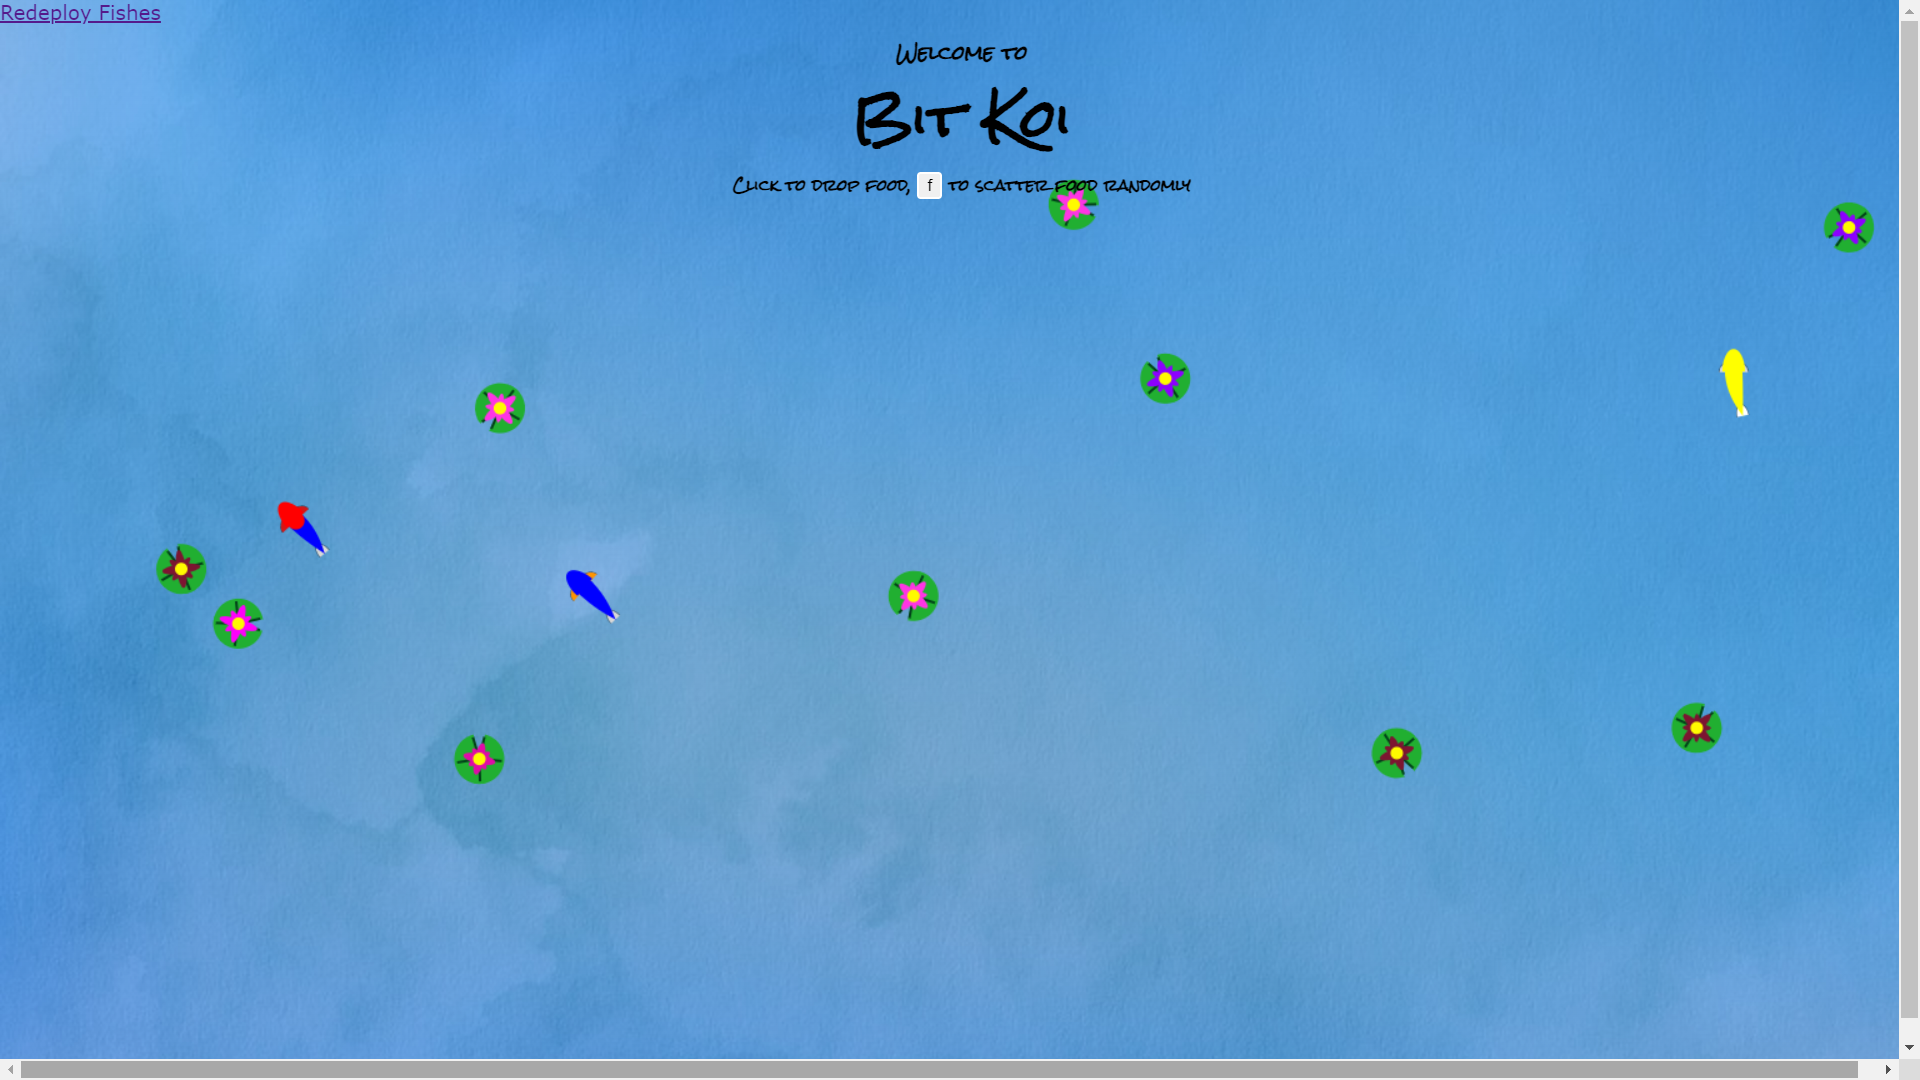 Redeploy Fishes
Welcome to
Bit Koi
Click to drop food, f to scatter food randomly